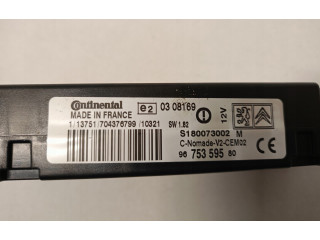 Continental
e2 03 08169
MADE IN FRANCE
1/13751/704376799 /10321 SW 1.82
12V
S180073002 M
C-Nomade-V2-CEM02
96 753 595 80
CE